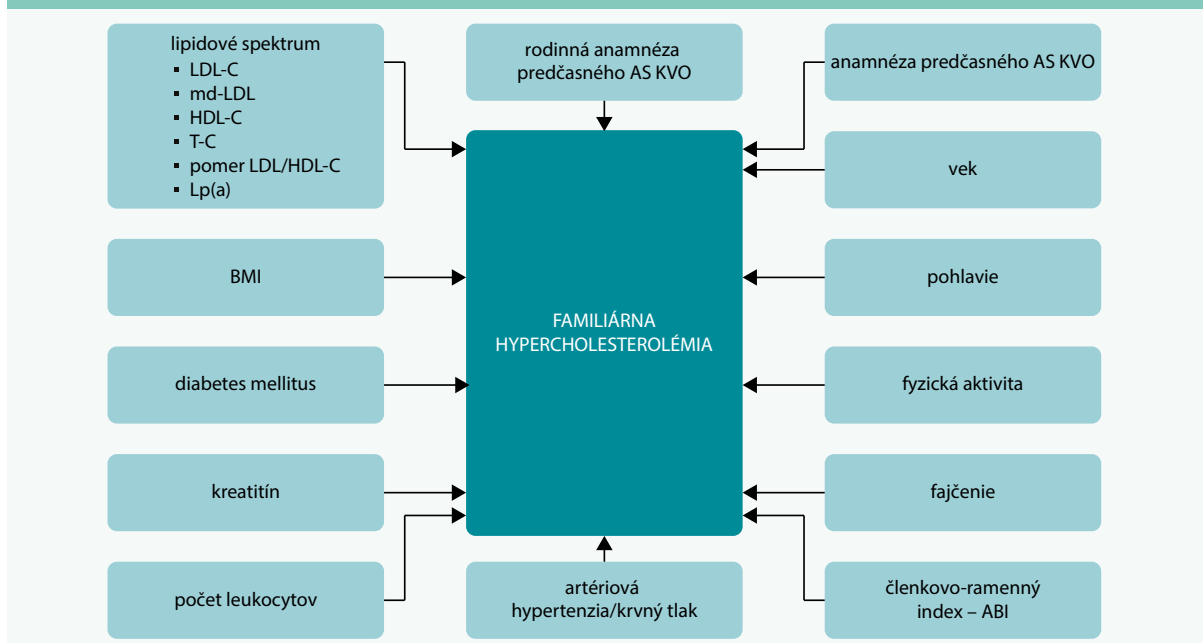 lipidové spektrum
▪ LDL-C
▪ md-LDL
▪ HDL-C
▪ T-C
▪ pomer LDL/HDL-C
▪ Lp(a)
rodinná anamnéza
predčasného AS KVO
anamnéza predčasného AS KVO
vek
BMI
pohlavie
FAMILIÁRNA
HYPERCHOLESTEROLÉMIA
diabetes mellitus
fyzická aktivita
kreatitín
fajčenie
počet leukocytov
artériová
hypertenzia/krvný tlak
členkovo-ramenný
index – ABI